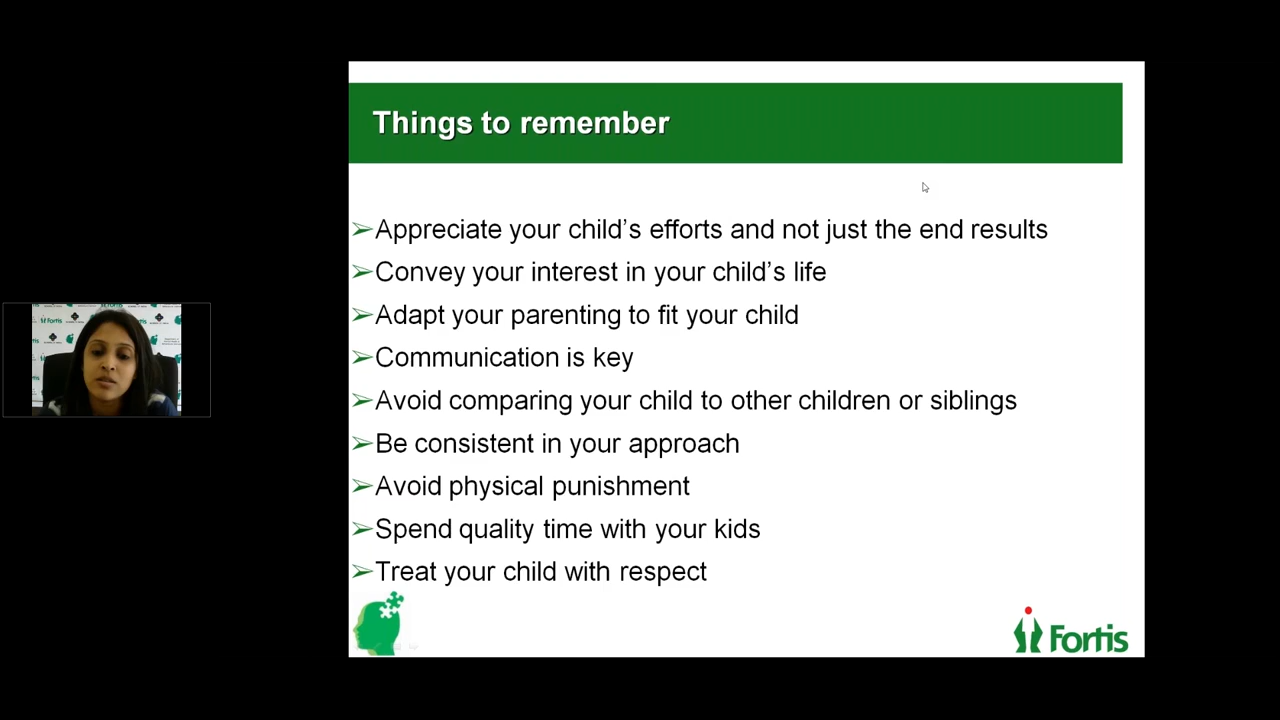 Things to remember
➢Appreciate your child's efforts and not just the end results
➢Convey your interest in your child's life
➢Adapt your parenting to fit your child
➢Communication is key
➢Avoid comparing your child to other children or siblings
➢Be consistent in your approach
➢Avoid physical punishment
➢Spend quality time with your kids
➢Treat your child with respect
Fortis
Fortis